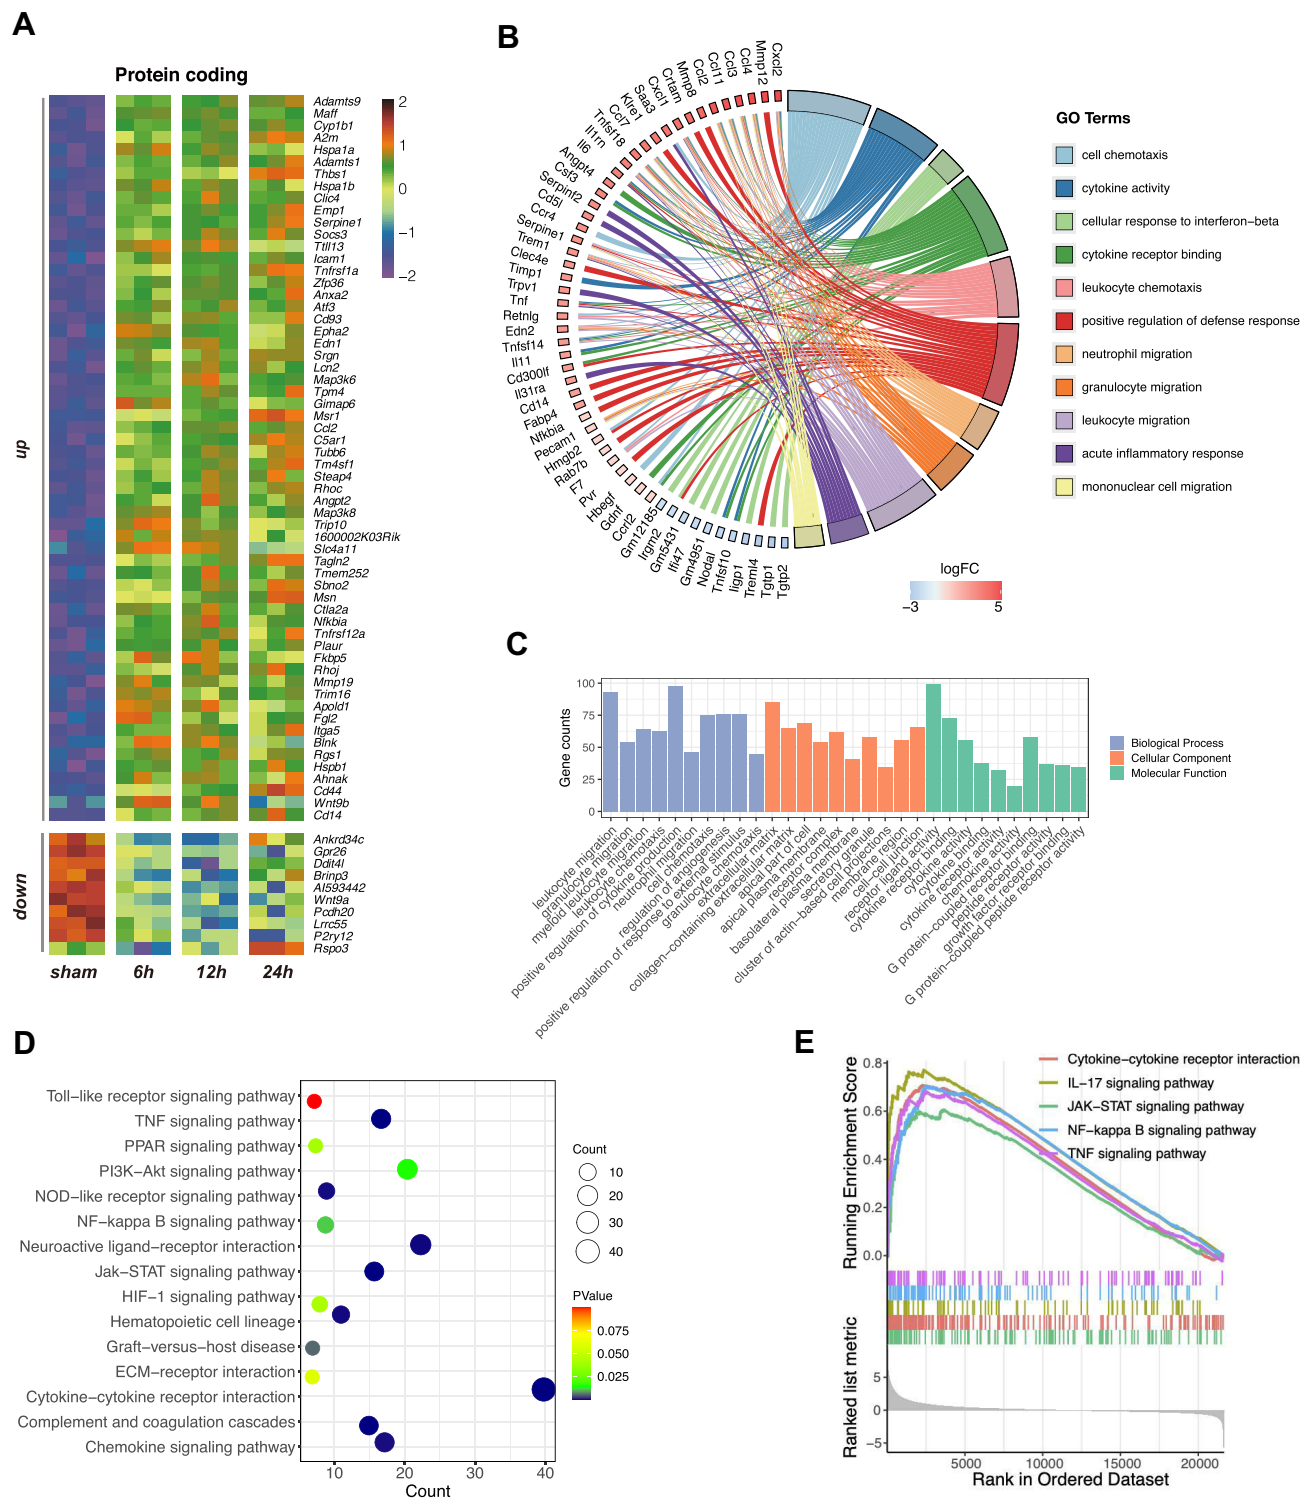 A
Protein coding
up
down
Adamts9
Maff
Cyp1b1
A2m
Hspa1a
Adamts1
Thbs1
Hspa1b
Clic4
Emp1
Serpine1
Socs3
Ttll13
Icam1
Tnfrsf1a
Zfp36
Anxa2
Atf3
Cd93
Epha2
Edn1
Srgn
Lcn2
Map3k6
Tpm4
Gimap6
Msr1
Ccl2
C5ar1
Tubb6
Tm4sf1
Steap4
Rhoc
Angpt2
Map3k8
Trip10
1600002K03Rik
Slc4a11
Tagln2
Tmem252
Sbno2
Msn
Ctla2a
Nfkbia
Tnfrsf12a
Plaur
Fkbp5
Rhoj
Mmp19
Trim16
Apold1
Fgl2
Itga5
Blnk
Rgs1
Hspb1
Ahnak
Cd44
Wnt9b
Cd14
Ankrd34c
Gpr26
Ddit4l
Brinp3
AI593442
Wnt9a
Pcdh20
Lrrc55
P2ry12
Rspo3
2
1
0
−1
−2
sham 6h 12h 24h
B
Cxcl2
Mmp12
Ccl4
Ccl3
Ccl11
Ccl2
Mmp8
Crtam
Cxcl1
Saa3
Klre1
Ccl7
Tnfsf18
Il1rn
Il6
Angpt4
Csf3
Serpinf2
Cd5l
Ccr4
Serpine1
Trem1
Clec4e
Timp1
Trpv1
Tnf
Retnlg
Edn2
Tnfsf14
Il11
Cd300lf
Il31ra
Cd14
Fabp4
Nfkbia
Pecam1
Hmgb2
Rab7b
F7
Pvr
Hbegf
Gdnf
Ccrl2
Gm12185
Irgm2
Gm5431
Ifi47
Gm4951
Nodal
Tnfsf10
Iigp1
Treml4
Tgtp1
Tgtp2
GO Terms
cell chemotaxis
cytokine activity
cellular response to interferon−beta
cytokine receptor binding
leukocyte chemotaxis
positive regulation of defense response
neutrophil migration
granulocyte migration
leukocyte migration
acute inflammatory response
mononuclear cell migration
logFC
−3 5
C
Gene counts
100
75
50
25
0
leukocyte migration
granulocyte migration
myeloid leukocyte migration
leukocyte chemotaxis
positive regulation of cytokine production
neutrophil migration
cell chemotaxis
regulation of angiogenesis
positive regulation of response to external stimulus
granulocyte chemotaxis
extracellular matrix
collagen−containing extracellular matrix
apical part of cell
apical plasma membrane
receptor complex
basolateral plasma membrane
secretory granule
cluster of actin−based cell projections
membrane region
cell−cell junction
receptor ligand activity
cytokine receptor binding
cytokine activity
cytokine binding
cytokine receptor activity
chemokine activity
G protein−coupled receptor binding
peptide receptor activity
growth factor receptor binding
G protein−coupled peptide receptor activity
Biological Process
Cellular Component
Molecular Function
D
Toll−like receptor signaling pathway
TNF signaling pathway
PPAR signaling pathway
PI3K−Akt signaling pathway
NOD−like receptor signaling pathway
NF−kappa B signaling pathway
Neuroactive ligand−receptor interaction
Jak−STAT signaling pathway
HIF−1 signaling pathway
Hematopoietic cell lineage
Graft−versus−host disease
ECM−receptor interaction
Cytokine−cytokine receptor interaction
Complement and coagulation cascades
Chemokine signaling pathway
10 20 30 40
Count
Count
10
20
30
40
PValue
0.075
0.050
0.025
E
Running Enrichment Score
0.8
0.6
0.4
0.2
0.0
Cytokine−cytokine receptor interaction
IL−17 signaling pathway
JAK−STAT signaling pathway
NF−kappa B signaling pathway
TNF signaling pathway
Ranked list metric
5
0
−5
5000 10000 15000 20000
Rank in Ordered Dataset